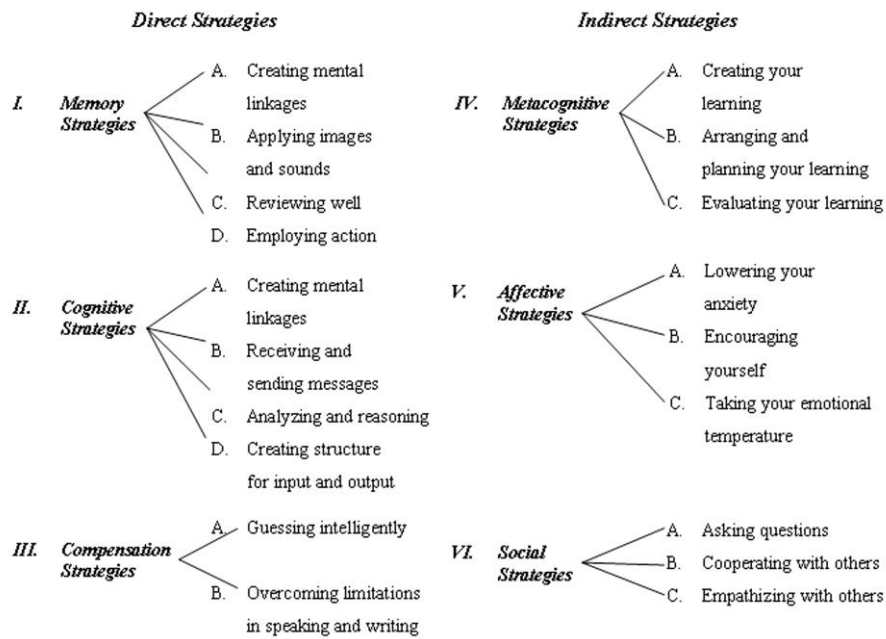 Direct Strategies
I. Memory
Strategies
A. Creating mental
linkages
B. Applying images
and sounds
C. Reviewing well
D. Employing action
II. Cognitive
Strategies
A. Creating mental
linkages
B. Receiving and
sending messages
C. Analyzing and reasoning
D. Creating structure
for input and output
III. Compensation
Strategies
A. Guessing intelligently
B. Overcoming limitations
in speaking and writing
Indirect Strategies
IV. Metacognitive
Strategies
A. Creating your
learning
B. Arranging and
planning your learning
C. Evaluating your learning
V. Affective
Strategies
A. Lowering your
anxiety
B. Encouraging
yourself
C. Taking your emotional
temperature
VI. Social
Strategies
A. Asking questions
B. Cooperating with others
C. Empathizing with others